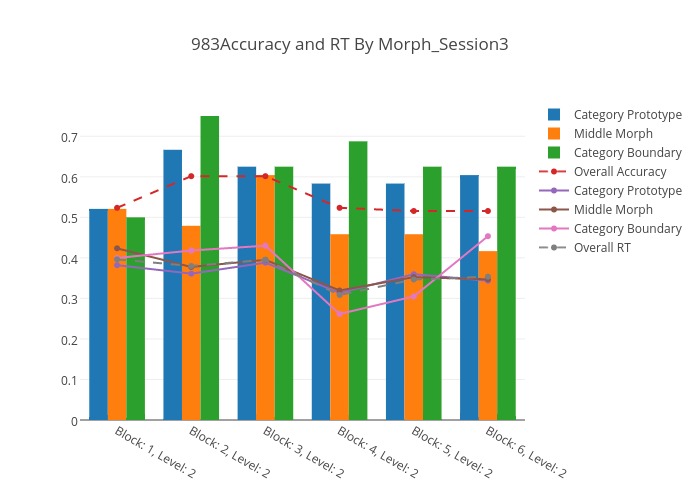 983Accuracy and RT By Morph_Session3
0.7
0.6
0.5
0.4
0.3
0.2
0.1
0
Block: 1, Level: 2
Block: 2, Level: 2
Block: 3, Level: 2
Block: 4, Level: 2
Block: 5, Level: 2
Block: 6, Level: 2
Category Prototype
Middle Morph
Category Boundary
Overall Accuracy
Category Prototype
Middle Morph
Category Boundary
Overall RT